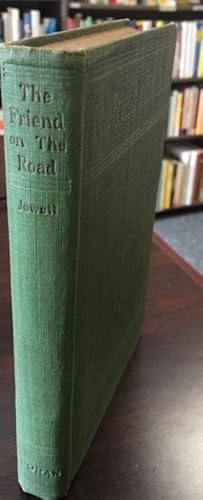 The
Friend
on The
Road
Jowett